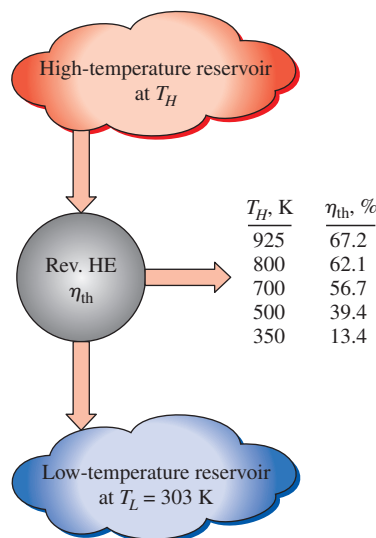 High-temperature reservoir
at T_H
Rev. HE
η_th
T_H, K η_th, %
925 67.2
800 62.1
700 56.7
500 39.4
350 13.4
Low-temperature reservoir
at T_L = 303 K